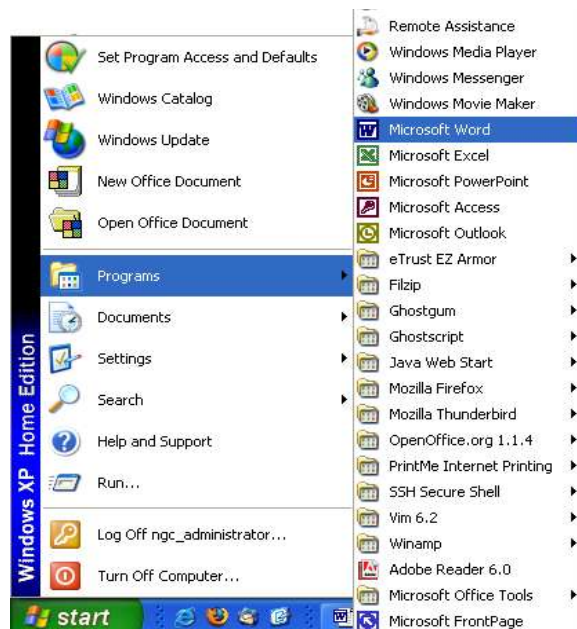 Set Program Access and Defaults
Windows Catalog
Windows Update
New Office Document
Open Office Document
Programs
Documents
Settings
Search
Help and Support
Run...
Log Off ngc_administrator...
Turn Off Computer...
Windows XP Home Edition
start
Remote Assistance
Windows Media Player
Windows Messenger
Windows Movie Maker
Microsoft Word
Microsoft Excel
Microsoft PowerPoint
Microsoft Access
Microsoft Outlook
eTrust EZ Armor
Filzip
Ghostgum
Ghostscript
Java Web Start
Mozilla Firefox
Mozilla Thunderbird
OpenOffice.org 1.1.4
PrintMe Internet Printing
SSH Secure Shell
Vim 6.2
Winamp
Adobe Reader 6.0
Microsoft Office Tools
Microsoft FrontPage